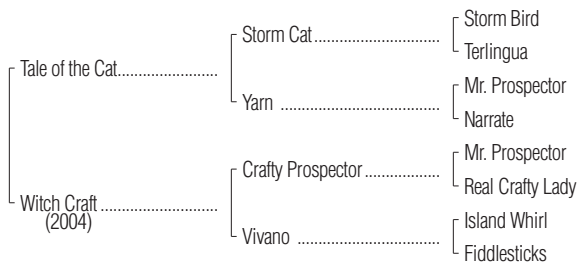 Storm Bird
Storm Cat
Terlingua
Tale of the Cat
Mr. Prospector
Yarn
Narrate
Mr. Prospector
Crafty Prospector
Real Crafty Lady
Witch Craft
(2004)
Island Whirl
Vivano
Fiddlesticks